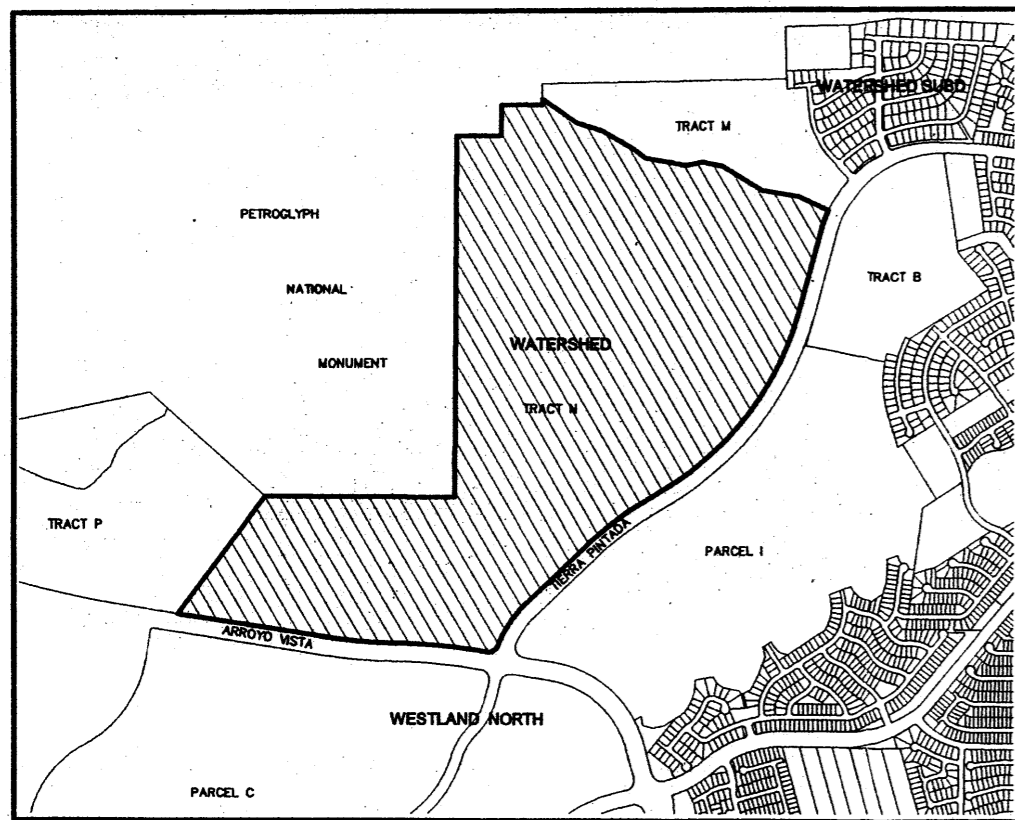 WATERSHED SUBD.
TRACT M
PETROGLYPH
NATIONAL
MONUMENT
TRACT B
WATERSHED
TRACT N
TRACT P
TIERRA PINTADA
PARCEL I
ARROYO VISTA
WESTLAND NORTH
PARCEL C